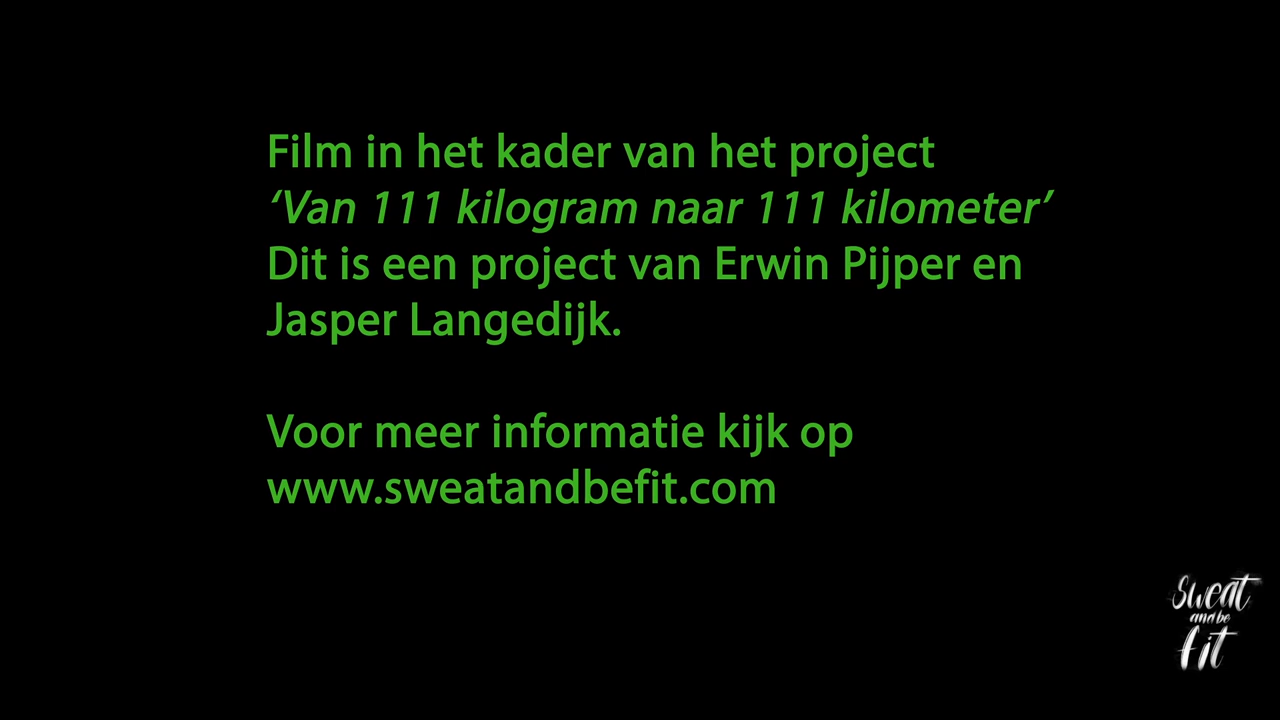 Film in het kader van het project
‘Van 111 kilogram naar 111 kilometer’
Dit is een project van Erwin Pijper en
Jasper Langedijk.
Voor meer informatie kijk op
www.sweatandbefit.com
Sweat
and be
fit